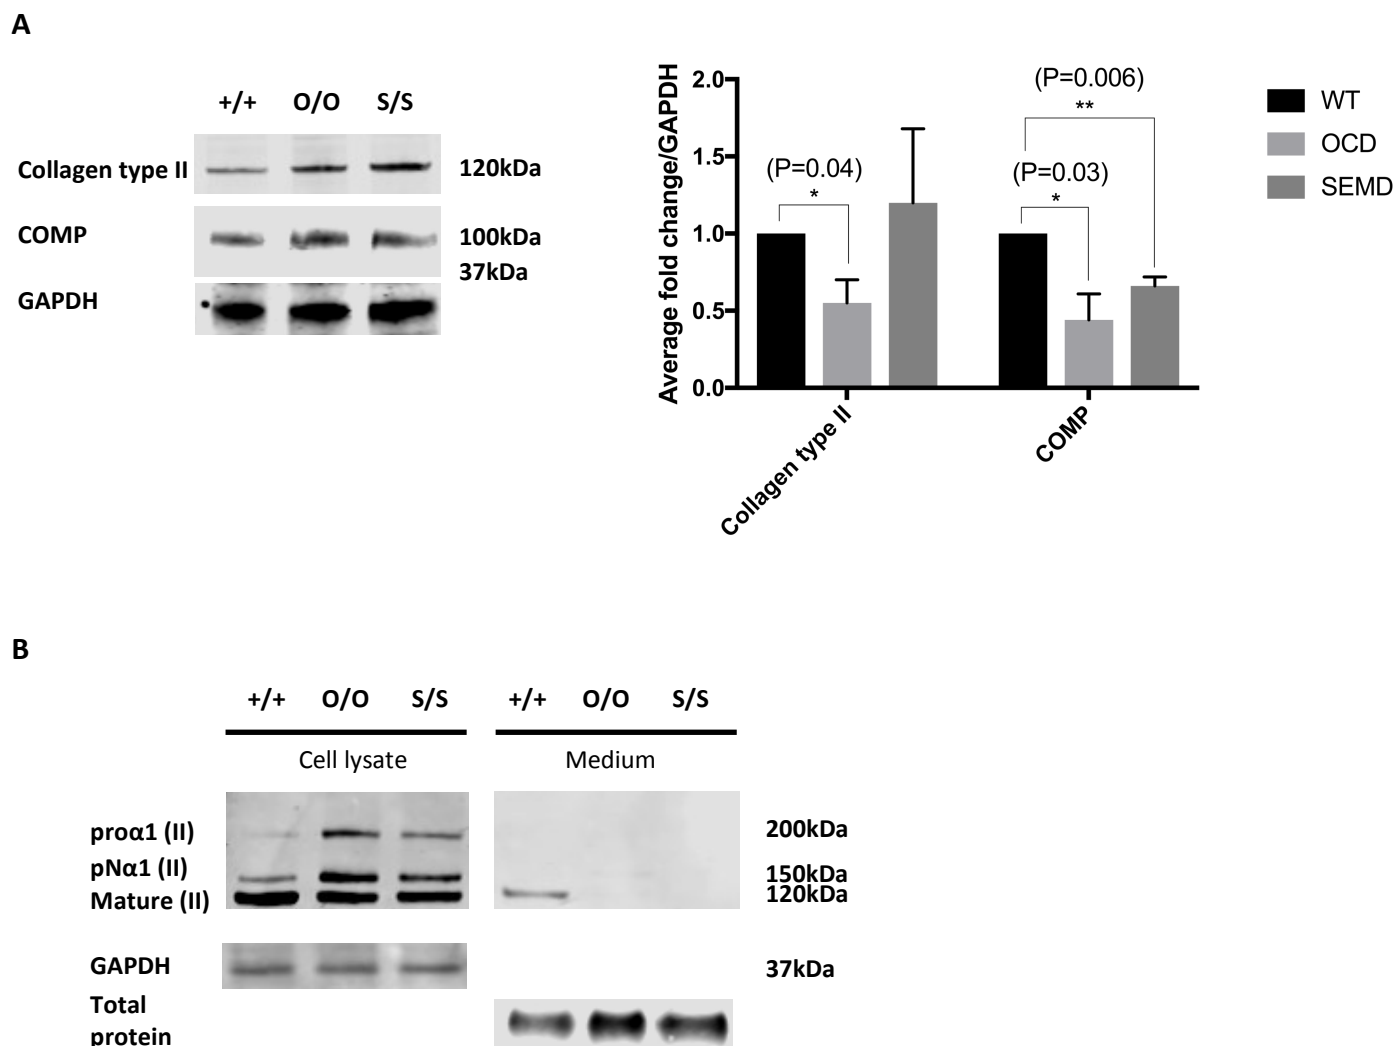 A
+/+ O/O S/S
Collagen type II
120kDa
COMP
100kDa
37kDa
GAPDH
Average fold change/GAPDH
2.0
1.5
1.0
0.5
0.0
(P=0.04)
*
(P=0.006)
**
(P=0.03)
*
Collagen type II
COMP
WT
OCD
SEMD
B
+/+ O/O S/S +/+ O/O S/S
Cell lysate Medium
proα1 (II) 200kDa
pNα1 (II) 150kDa
Mature (II) 120kDa
GAPDH 37kDa
Total
protein